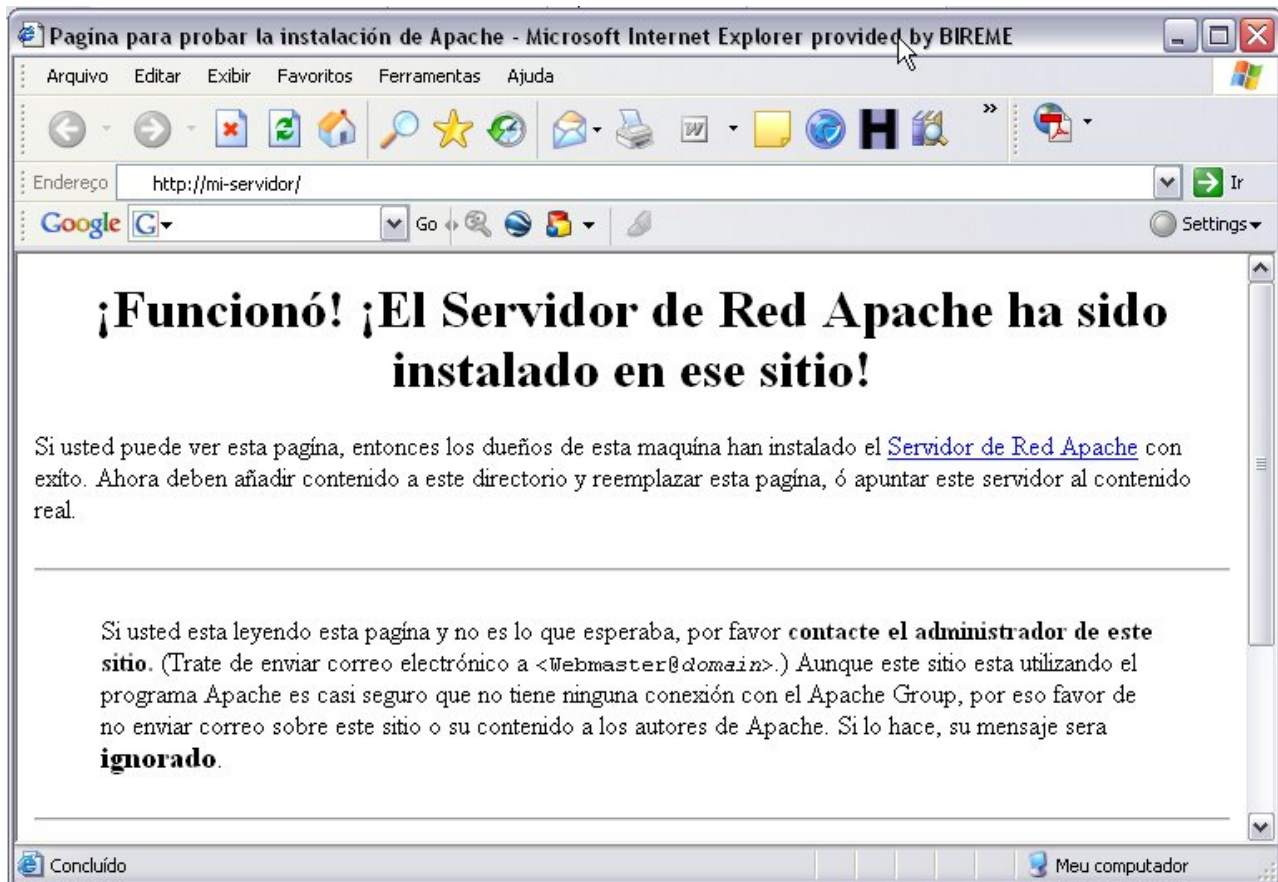 Pagina para probar la instalación de Apache - Microsoft Internet Explorer provided by BIREME
Arquivo Editar Exibir Favoritos Ferramentas Ajuda
Endereço http://mi-servidor/ Ir
Google G Go Settings
¡Funcionó! ¡El Servidor de Red Apache ha sido
instalado en ese sitio!
Si usted puede ver esta pagína, entonces los dueños de esta maquína han instalado el Servidor de Red Apache con
exíto. Ahora deben añadir contenido a este directorio y reemplazar esta pagína, ó apuntar este servidor al contenido
real.
Si usted esta leyendo esta pagína y no es lo que esperaba, por favor contacte el administrador de este
sitio. (Trate de enviar correo electrónico a <Webmaster@domain>.) Aunque este sitio esta utilizando el
programa Apache es casi seguro que no tiene ninguna conexión con el Apache Group, por eso favor de
no enviar correo sobre este sitio o su contenido a los autores de Apache. Si lo hace, su mensaje sera
ignorado.
Concluído Meu computador